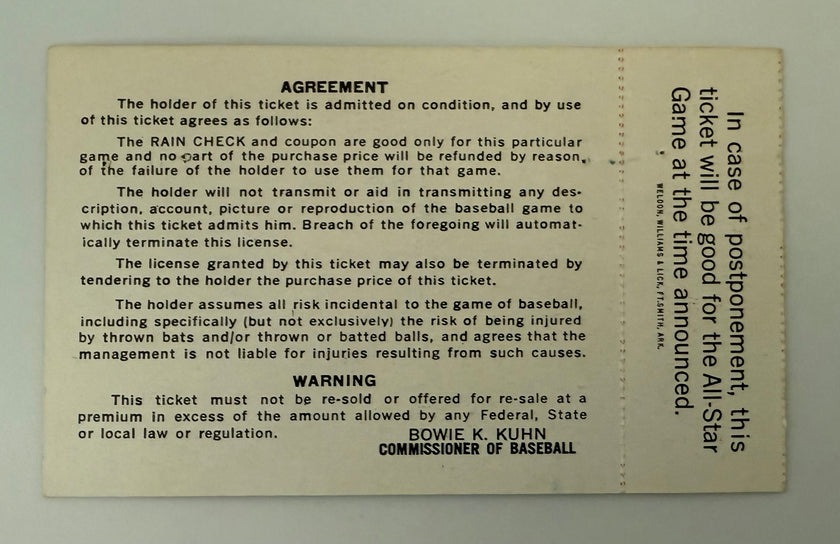 AGREEMENT
The holder of this ticket is admitted on condition, and by use
of this ticket agrees as follows:
The RAIN CHECK and coupon are good only for this particular
game and no part of the purchase price will be refunded by reason,
of the failure of the holder to use them for that game.
The holder will not transmit or aid in transmitting any des-
cription, account, picture or reproduction of the baseball game to
which this ticket admits him. Breach of the foregoing will automat-
ically terminate this license.
The license granted by this ticket may also be terminated by
tendering to the holder the purchase price of this ticket.
The holder assumes all risk incidental to the game of baseball,
including specifically (but not exclusively) the risk of being injured
by thrown bats and/or thrown or batted balls, and agrees that the
management is not liable for injuries resulting from such causes.
WARNING
This ticket must not be re-sold or offered for re-sale at a
premium in excess of the amount allowed by any Federal, State
or local law or regulation.
BOWIE K. KUHN
COMMISSIONER OF BASEBALL
In case of postponement, this
ticket will be good for the All-Star
Game at the time announced.
WELDON, WILLIAMS & LICK, FT. SMITH, ARK.